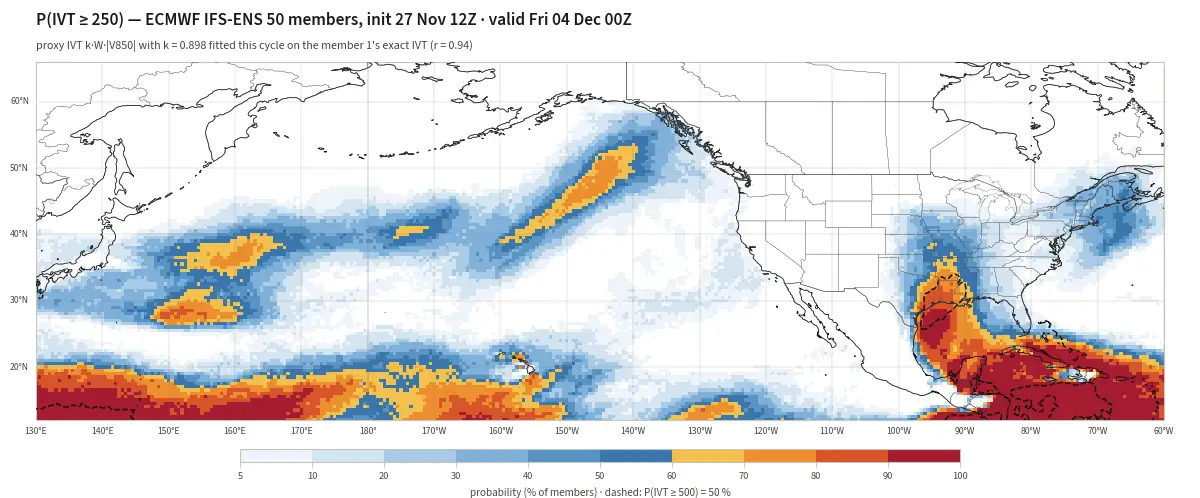 P(IVT ≥ 250) — ECMWF IFS-ENS 50 members, init 27 Nov 12Z · valid Fri 04 Dec 00Z
proxy IVT k·W·|V850| with k = 0.898 fitted this cycle on the member 1's exact IVT (r = 0.94)
60°N
50°N
40°N
30°N
20°N
130°E 140°E 150°E 160°E 170°E 180° 170°W 160°W 150°W 140°W 130°W 120°W 110°W 100°W 90°W 80°W 70°W 60°W
5 10 20 30 40 50 60 70 80 90 100
probability (% of members) · dashed: P(IVT ≥ 500) = 50 %